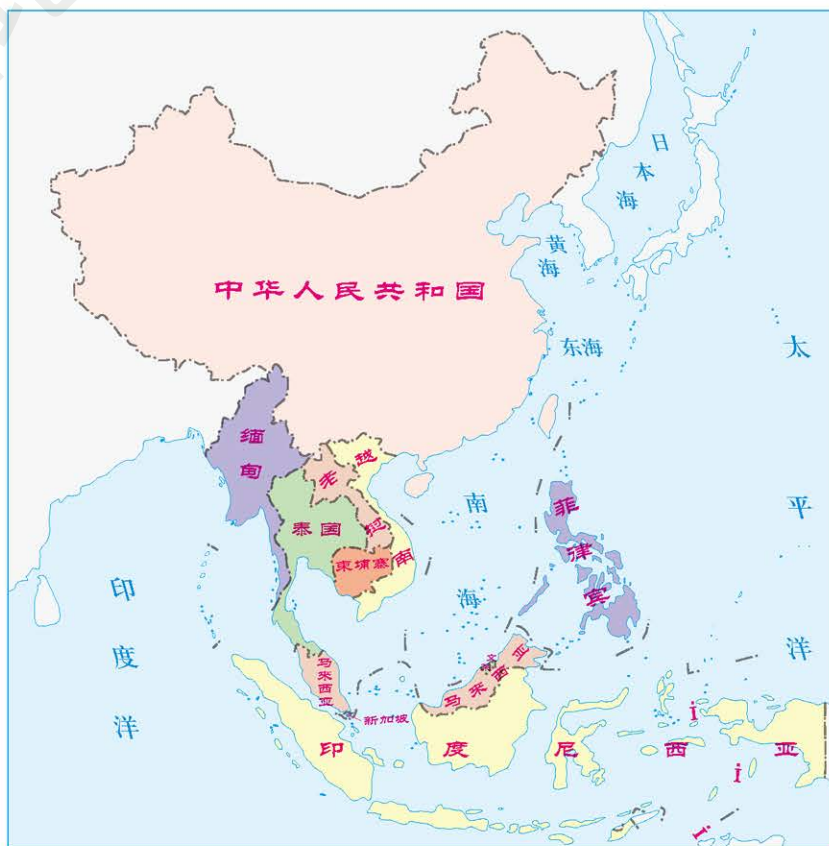 日本海
黄海
中华人民共和国
东海
太平洋
缅甸
越南
老挝
泰国
南海
菲律宾
柬埔寨
印度洋
马来西亚
马来西亚
新加坡
印度尼西亚